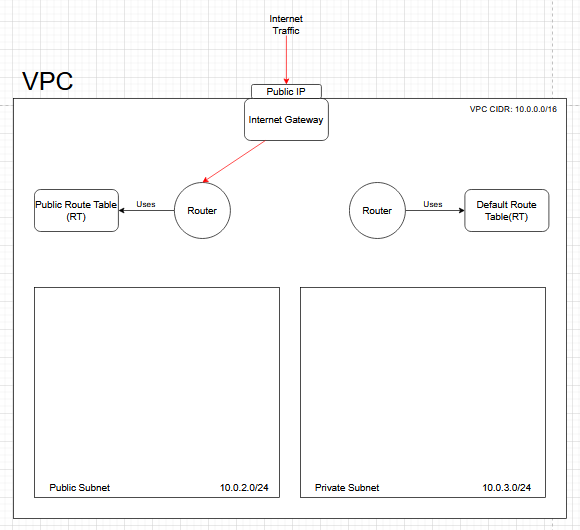 Internet
Traffic
VPC
Public IP
VPC CIDR: 10.0.0.0/16
Internet Gateway
Public Route Table
(RT)
Uses
Router
Router
Uses
Default Route
Table(RT)
Public Subnet
10.0.2.0/24
Private Subnet
10.0.3.0/24